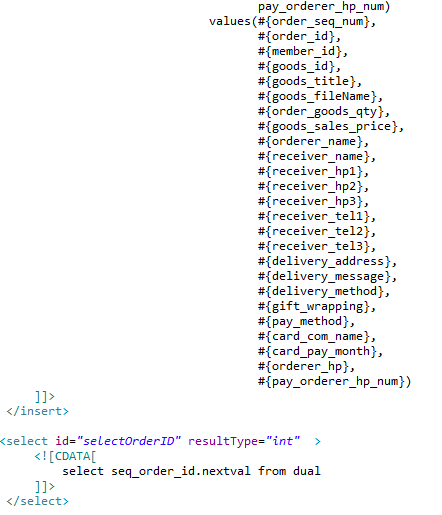 pay_orderer_hp_num)
values(#{order_seq_num},
#{order_id},
#{member_id},
#{goods_id},
#{goods_title},
#{goods_fileName},
#{order_goods_qty},
#{goods_sales_price},
#{orderer_name},
#{receiver_name},
#{receiver_hp1},
#{receiver_hp2},
#{receiver_hp3},
#{receiver_tel1},
#{receiver_tel2},
#{receiver_tel3},
#{delivery_address},
#{delivery_message},
#{delivery_method},
#{gift_wrapping},
#{pay_method},
#{card_com_name},
#{card_pay_month},
#{orderer_hp},
#{pay_orderer_hp_num})
]]>
</insert>
<select id="selectOrderID" resultType="int" >
<![CDATA[
select seq_order_id.nextval from dual
]]>
</select>